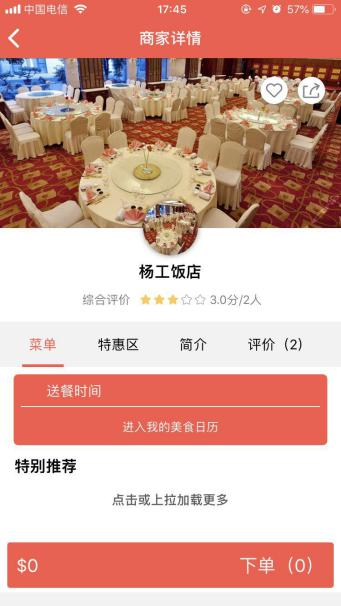 中国电信 17:45 57%
商家详情
杨工饭店
综合评价 3.0分/2人
菜单 特惠区 简介 评价（2）
送餐时间
进入我的美食日历
特别推荐
点击或上拉加载更多
$0 下单（0）